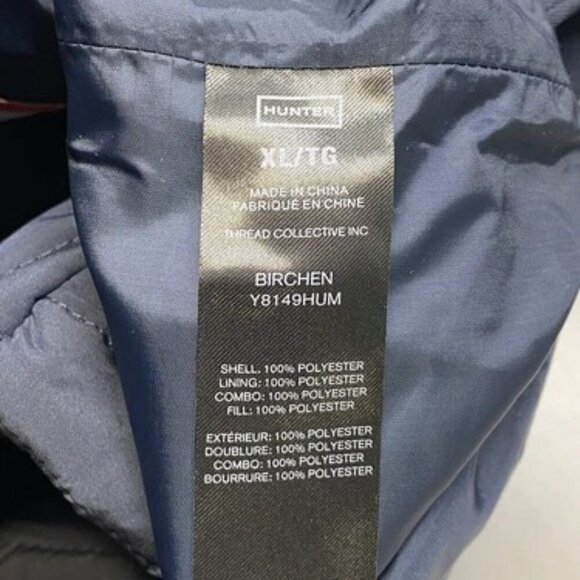 HUNTER
XL/TG
MADE IN CHINA
FABRIQUÉ EN CHINE
THREAD COLLECTIVE INC
BIRCHEN
Y8149HUM
SHELL: 100% POLYESTER
LINING: 100% POLYESTER
COMBO: 100% POLYESTER
FILL: 100% POLYESTER
EXTÉRIEUR: 100% POLYESTER
DOUBLURE: 100% POLYESTER
COMBO: 100% POLYESTER
BOURRURE: 100% POLYESTER